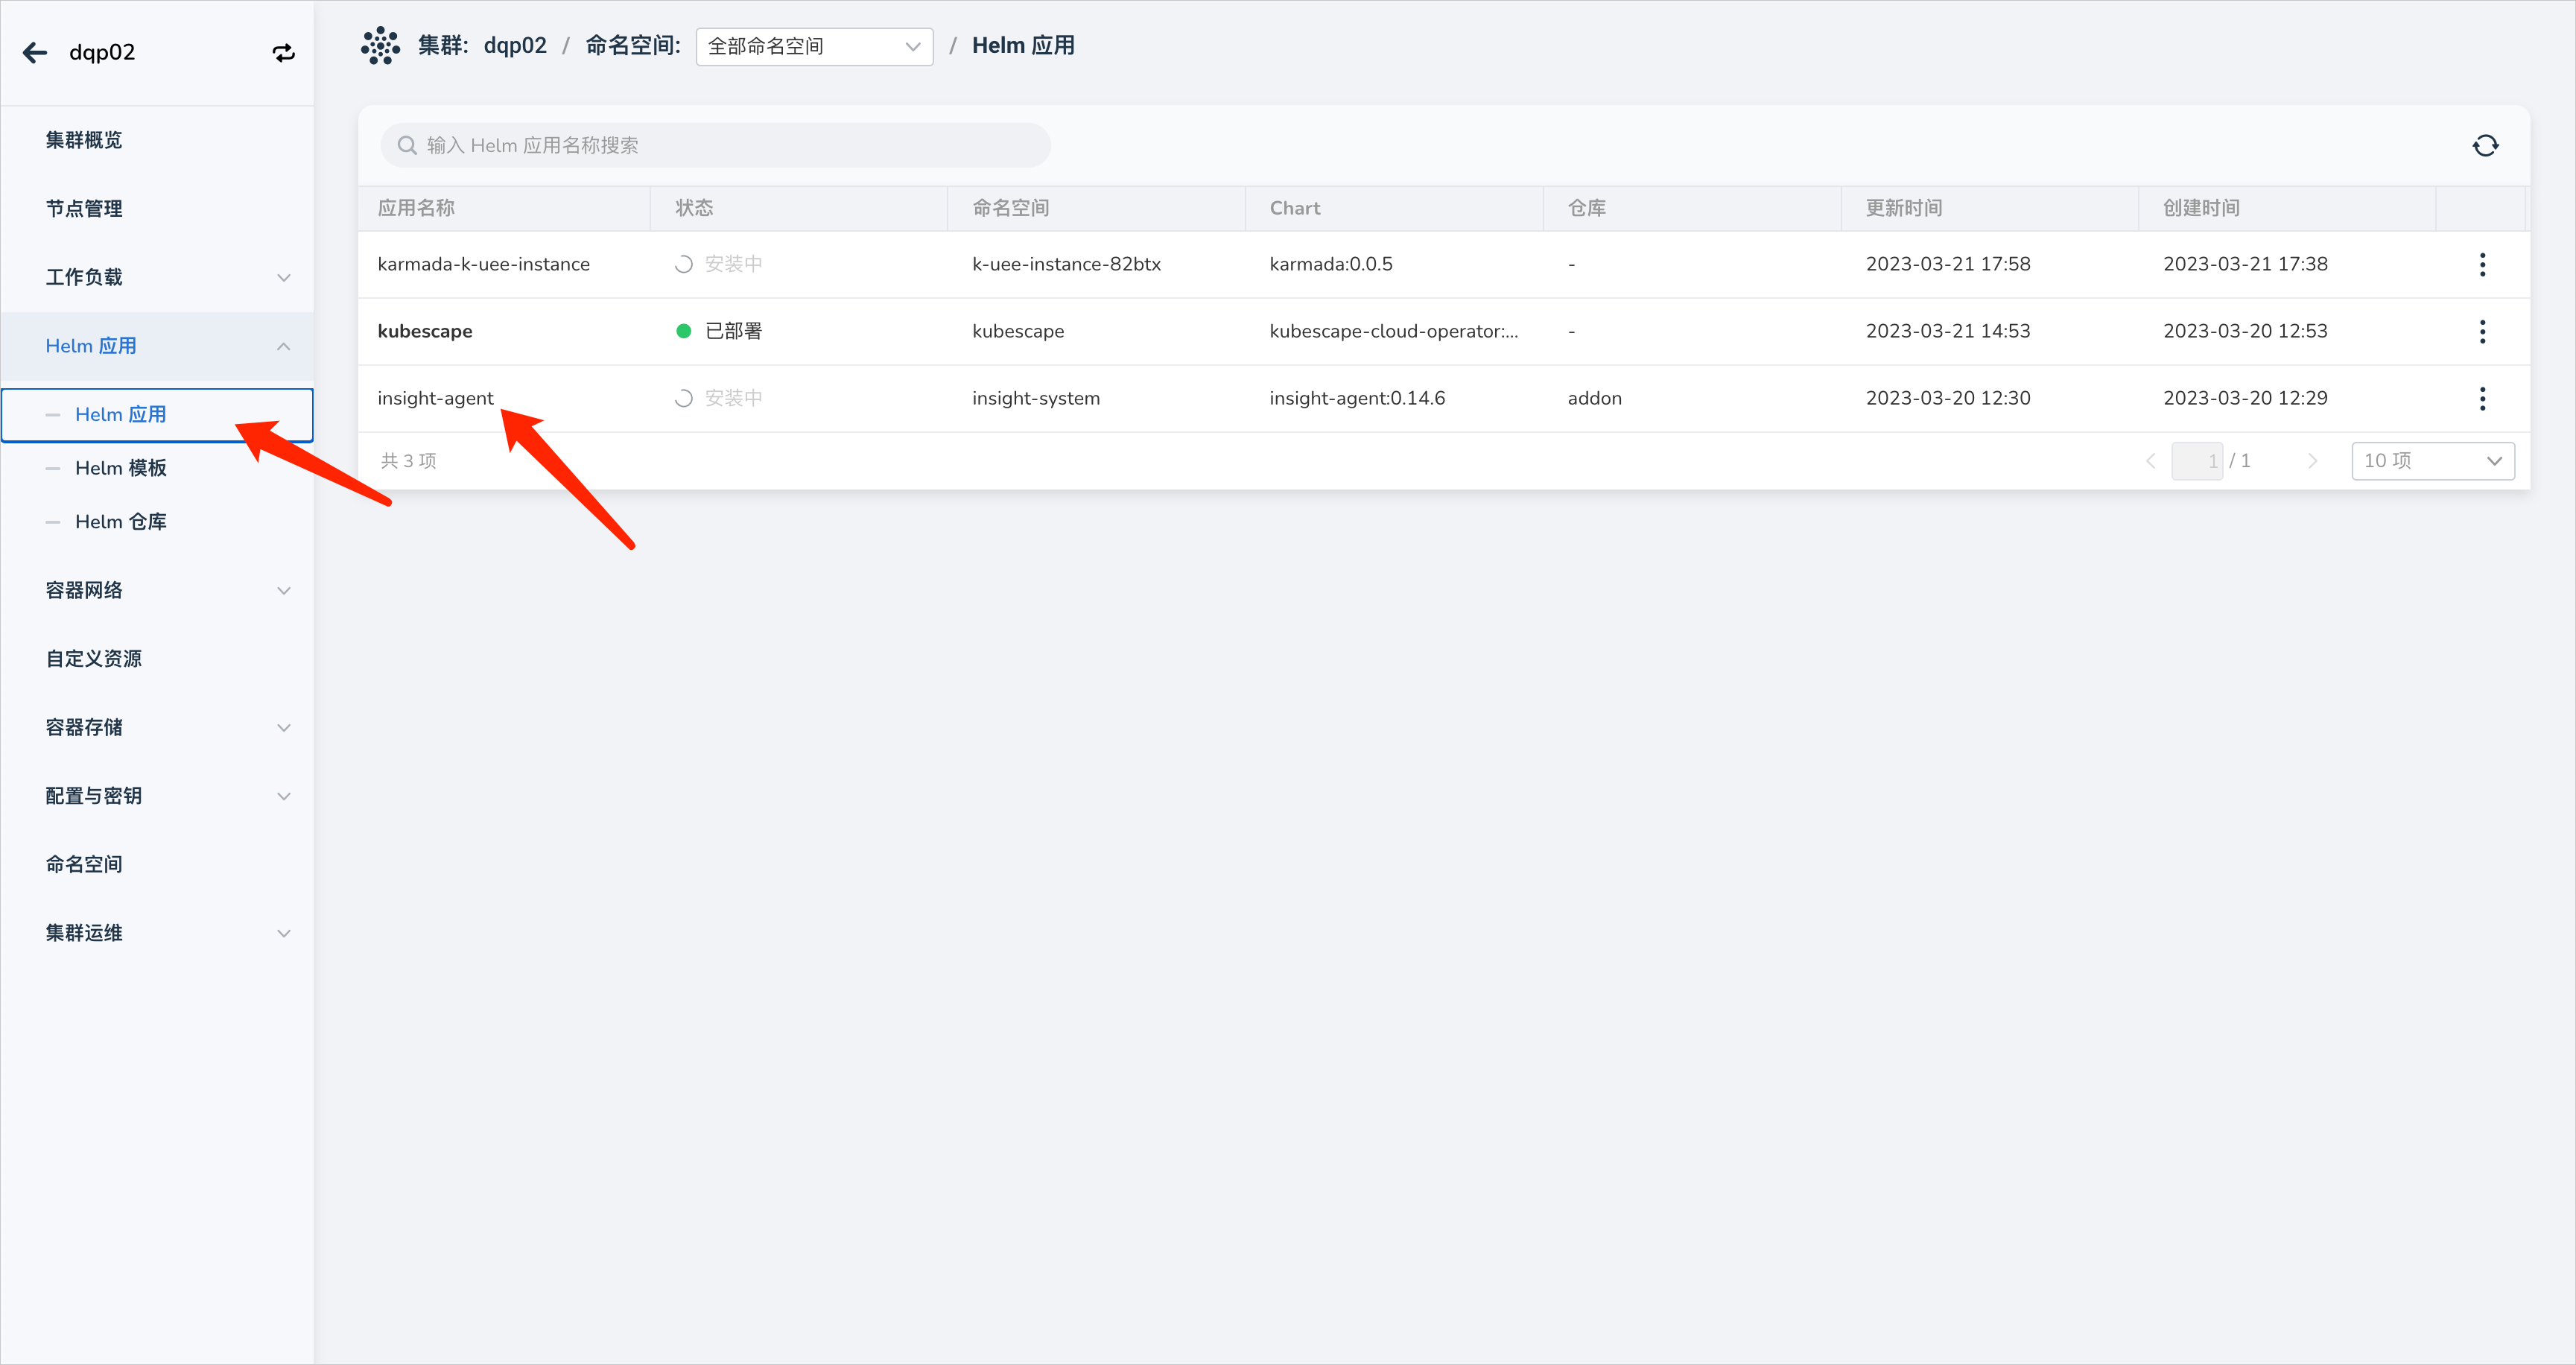 dqp02
集群概览
节点管理
工作负载
Helm 应用
Helm 应用
Helm 模板
Helm 仓库
容器网络
自定义资源
容器存储
配置与密钥
命名空间
集群运维
集群: dqp02 / 命名空间: 全部命名空间 / Helm 应用
输入 Helm 应用名称搜索
应用名称 状态 命名空间 Chart 仓库 更新时间 创建时间
karmada-k-uee-instance 安装中 k-uee-instance-82btx karmada:0.0.5 - 2023-03-21 17:58 2023-03-21 17:38
kubescape 已部署 kubescape kubescape-cloud-operator:... - 2023-03-21 14:53 2023-03-20 12:53
insight-agent 安装中 insight-system insight-agent:0.14.6 addon 2023-03-20 12:30 2023-03-20 12:29
共 3 项 1 / 1 10 项